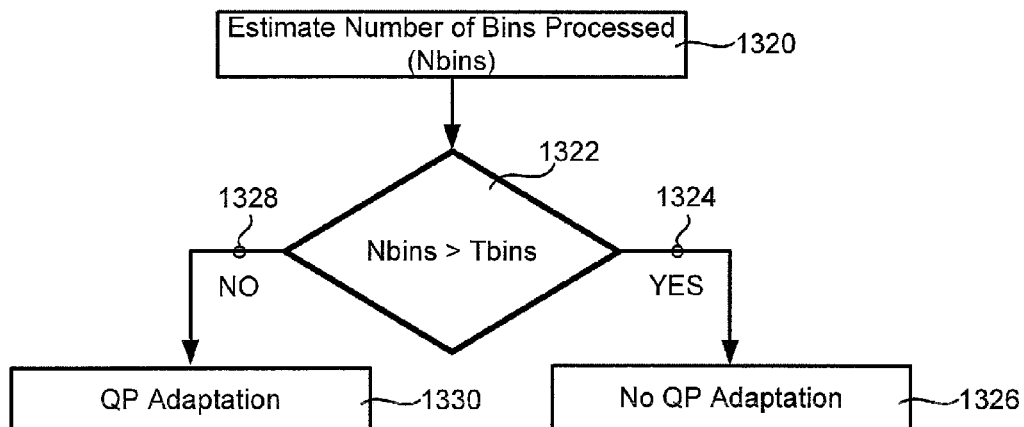 Estimate Number of Bins Processed
(Nbins)
1320
1322
1328
1324
Nbins > Tbins
NO
YES
QP Adaptation
1330
No QP Adaptation
1326